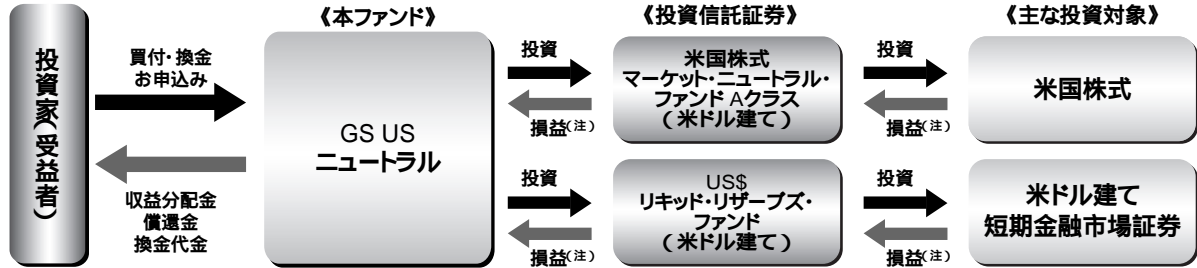 《本ファンド》
《投資信託証券》
《主な投資対象》
投資家(受益者)
買付・換金
お申込み
収益分配金
償還金
換金代金
GS US
ニュートラル
投資
損益(注)
米国株式
マーケット・ニュートラル・
ファンド Aクラス
(米ドル建て)
投資
損益(注)
米国株式
投資
損益(注)
US$
リキッド・リザーブズ・
ファンド
(米ドル建て)
投資
損益(注)
米ドル建て
短期金融市場証券